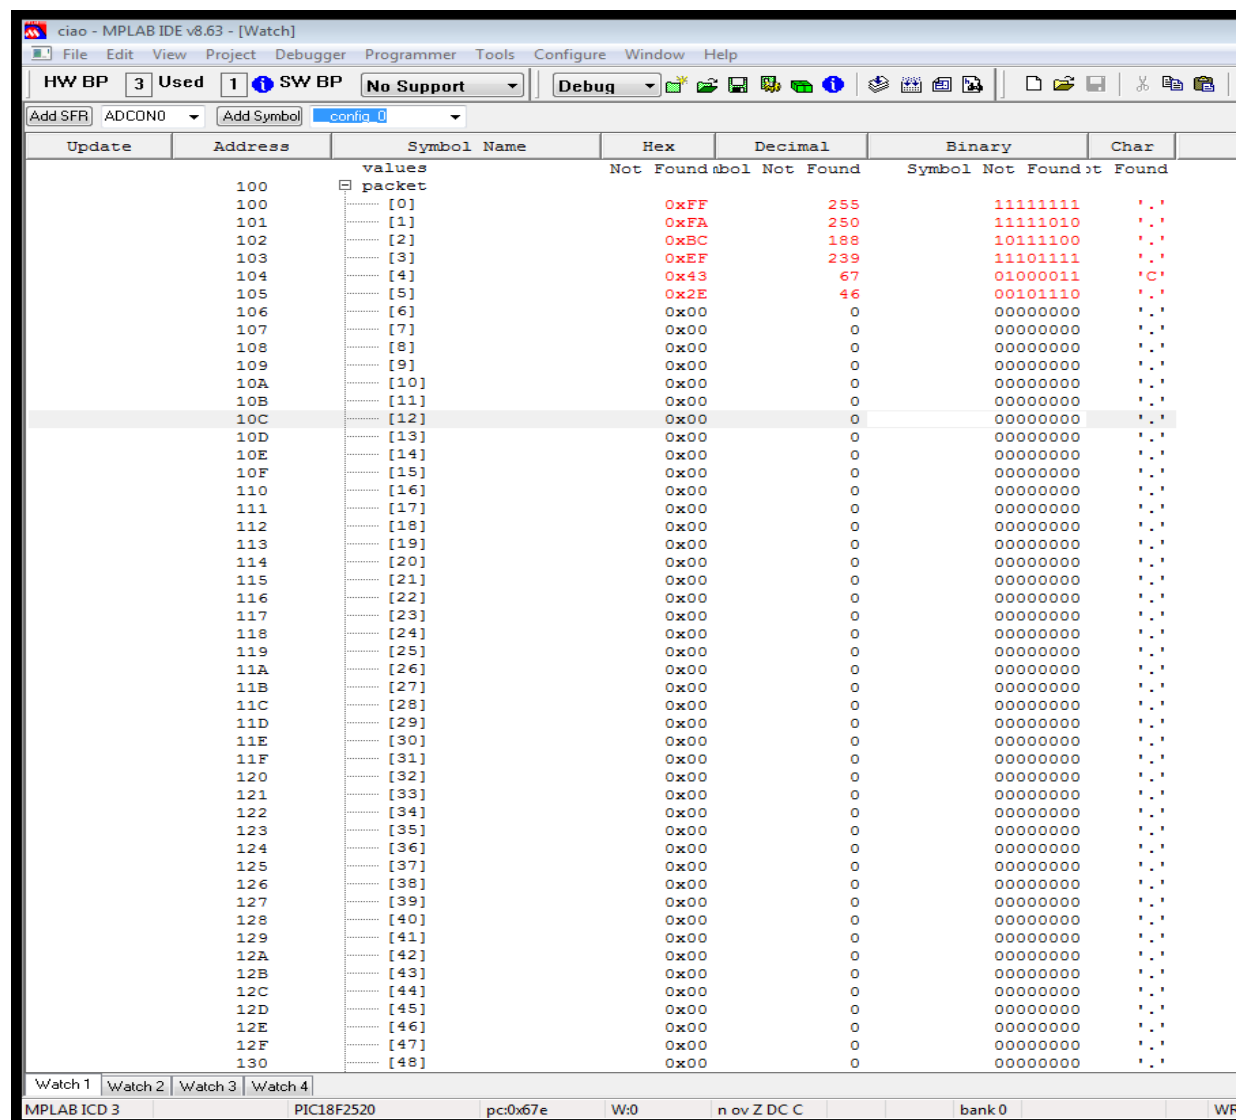 ciao - MPLAB IDE v8.63 - [Watch]
File Edit View Project Debugger Programmer Tools Configure Window Help
HW BP 3 Used 1 SW BP No Support Debug
Add SFR ADCON0 Add Symbol config_0
Update Address Symbol Name Hex Decimal Binary Char
values Not Found bol Not Found Symbol Not Found t Found
100 packet
100 [0] 0xFF 255 11111111 '.'
101 [1] 0xFA 250 11111010 '.'
102 [2] 0xBC 188 10111100 '.'
103 [3] 0xEF 239 11101111 '.'
104 [4] 0x43 67 01000011 'C'
105 [5] 0x2E 46 00101110 '.'
106 [6] 0x00 0 00000000 '.'
107 [7] 0x00 0 00000000 '.'
108 [8] 0x00 0 00000000 '.'
109 [9] 0x00 0 00000000 '.'
10A [10] 0x00 0 00000000 '.'
10B [11] 0x00 0 00000000 '.'
10C [12] 0x00 0 00000000 '.'
10D [13] 0x00 0 00000000 '.'
10E [14] 0x00 0 00000000 '.'
10F [15] 0x00 0 00000000 '.'
110 [16] 0x00 0 00000000 '.'
111 [17] 0x00 0 00000000 '.'
112 [18] 0x00 0 00000000 '.'
113 [19] 0x00 0 00000000 '.'
114 [20] 0x00 0 00000000 '.'
115 [21] 0x00 0 00000000 '.'
116 [22] 0x00 0 00000000 '.'
117 [23] 0x00 0 00000000 '.'
118 [24] 0x00 0 00000000 '.'
119 [25] 0x00 0 00000000 '.'
11A [26] 0x00 0 00000000 '.'
11B [27] 0x00 0 00000000 '.'
11C [28] 0x00 0 00000000 '.'
11D [29] 0x00 0 00000000 '.'
11E [30] 0x00 0 00000000 '.'
11F [31] 0x00 0 00000000 '.'
120 [32] 0x00 0 00000000 '.'
121 [33] 0x00 0 00000000 '.'
122 [34] 0x00 0 00000000 '.'
123 [35] 0x00 0 00000000 '.'
124 [36] 0x00 0 00000000 '.'
125 [37] 0x00 0 00000000 '.'
126 [38] 0x00 0 00000000 '.'
127 [39] 0x00 0 00000000 '.'
128 [40] 0x00 0 00000000 '.'
129 [41] 0x00 0 00000000 '.'
12A [42] 0x00 0 00000000 '.'
12B [43] 0x00 0 00000000 '.'
12C [44] 0x00 0 00000000 '.'
12D [45] 0x00 0 00000000 '.'
12E [46] 0x00 0 00000000 '.'
12F [47] 0x00 0 00000000 '.'
130 [48] 0x00 0 00000000 '.'
Watch 1 Watch 2 Watch 3 Watch 4
MPLAB ICD 3 PIC18F2520 pc:0x67e W:0 n ov Z DC C bank 0 WR